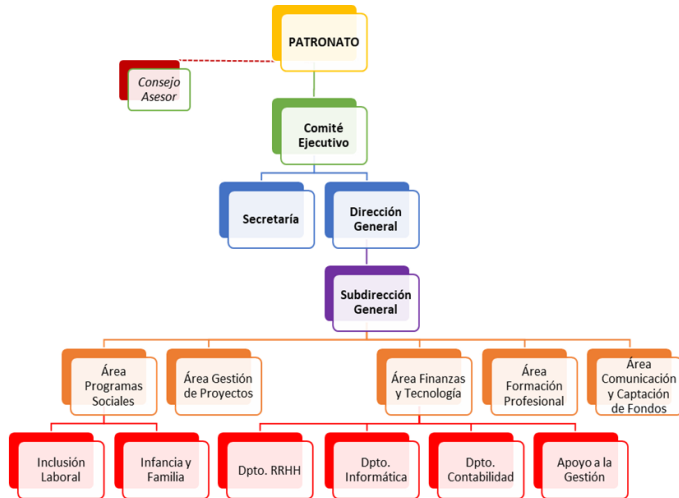 PATRONATO
Consejo
Asesor
Comité
Ejecutivo
Secretaría
Dirección
General
Subdirección
General
Área
Programas
Sociales
Área Gestión
de Proyectos
Área Finanzas
y Tecnología
Área
Formación
Profesional
Área
Comunicación
y Captación
de Fondos
Inclusión
Laboral
Infancia y
Familia
Dpto. RRHH
Dpto.
Informática
Dpto.
Contabilidad
Apoyo a la
Gestión